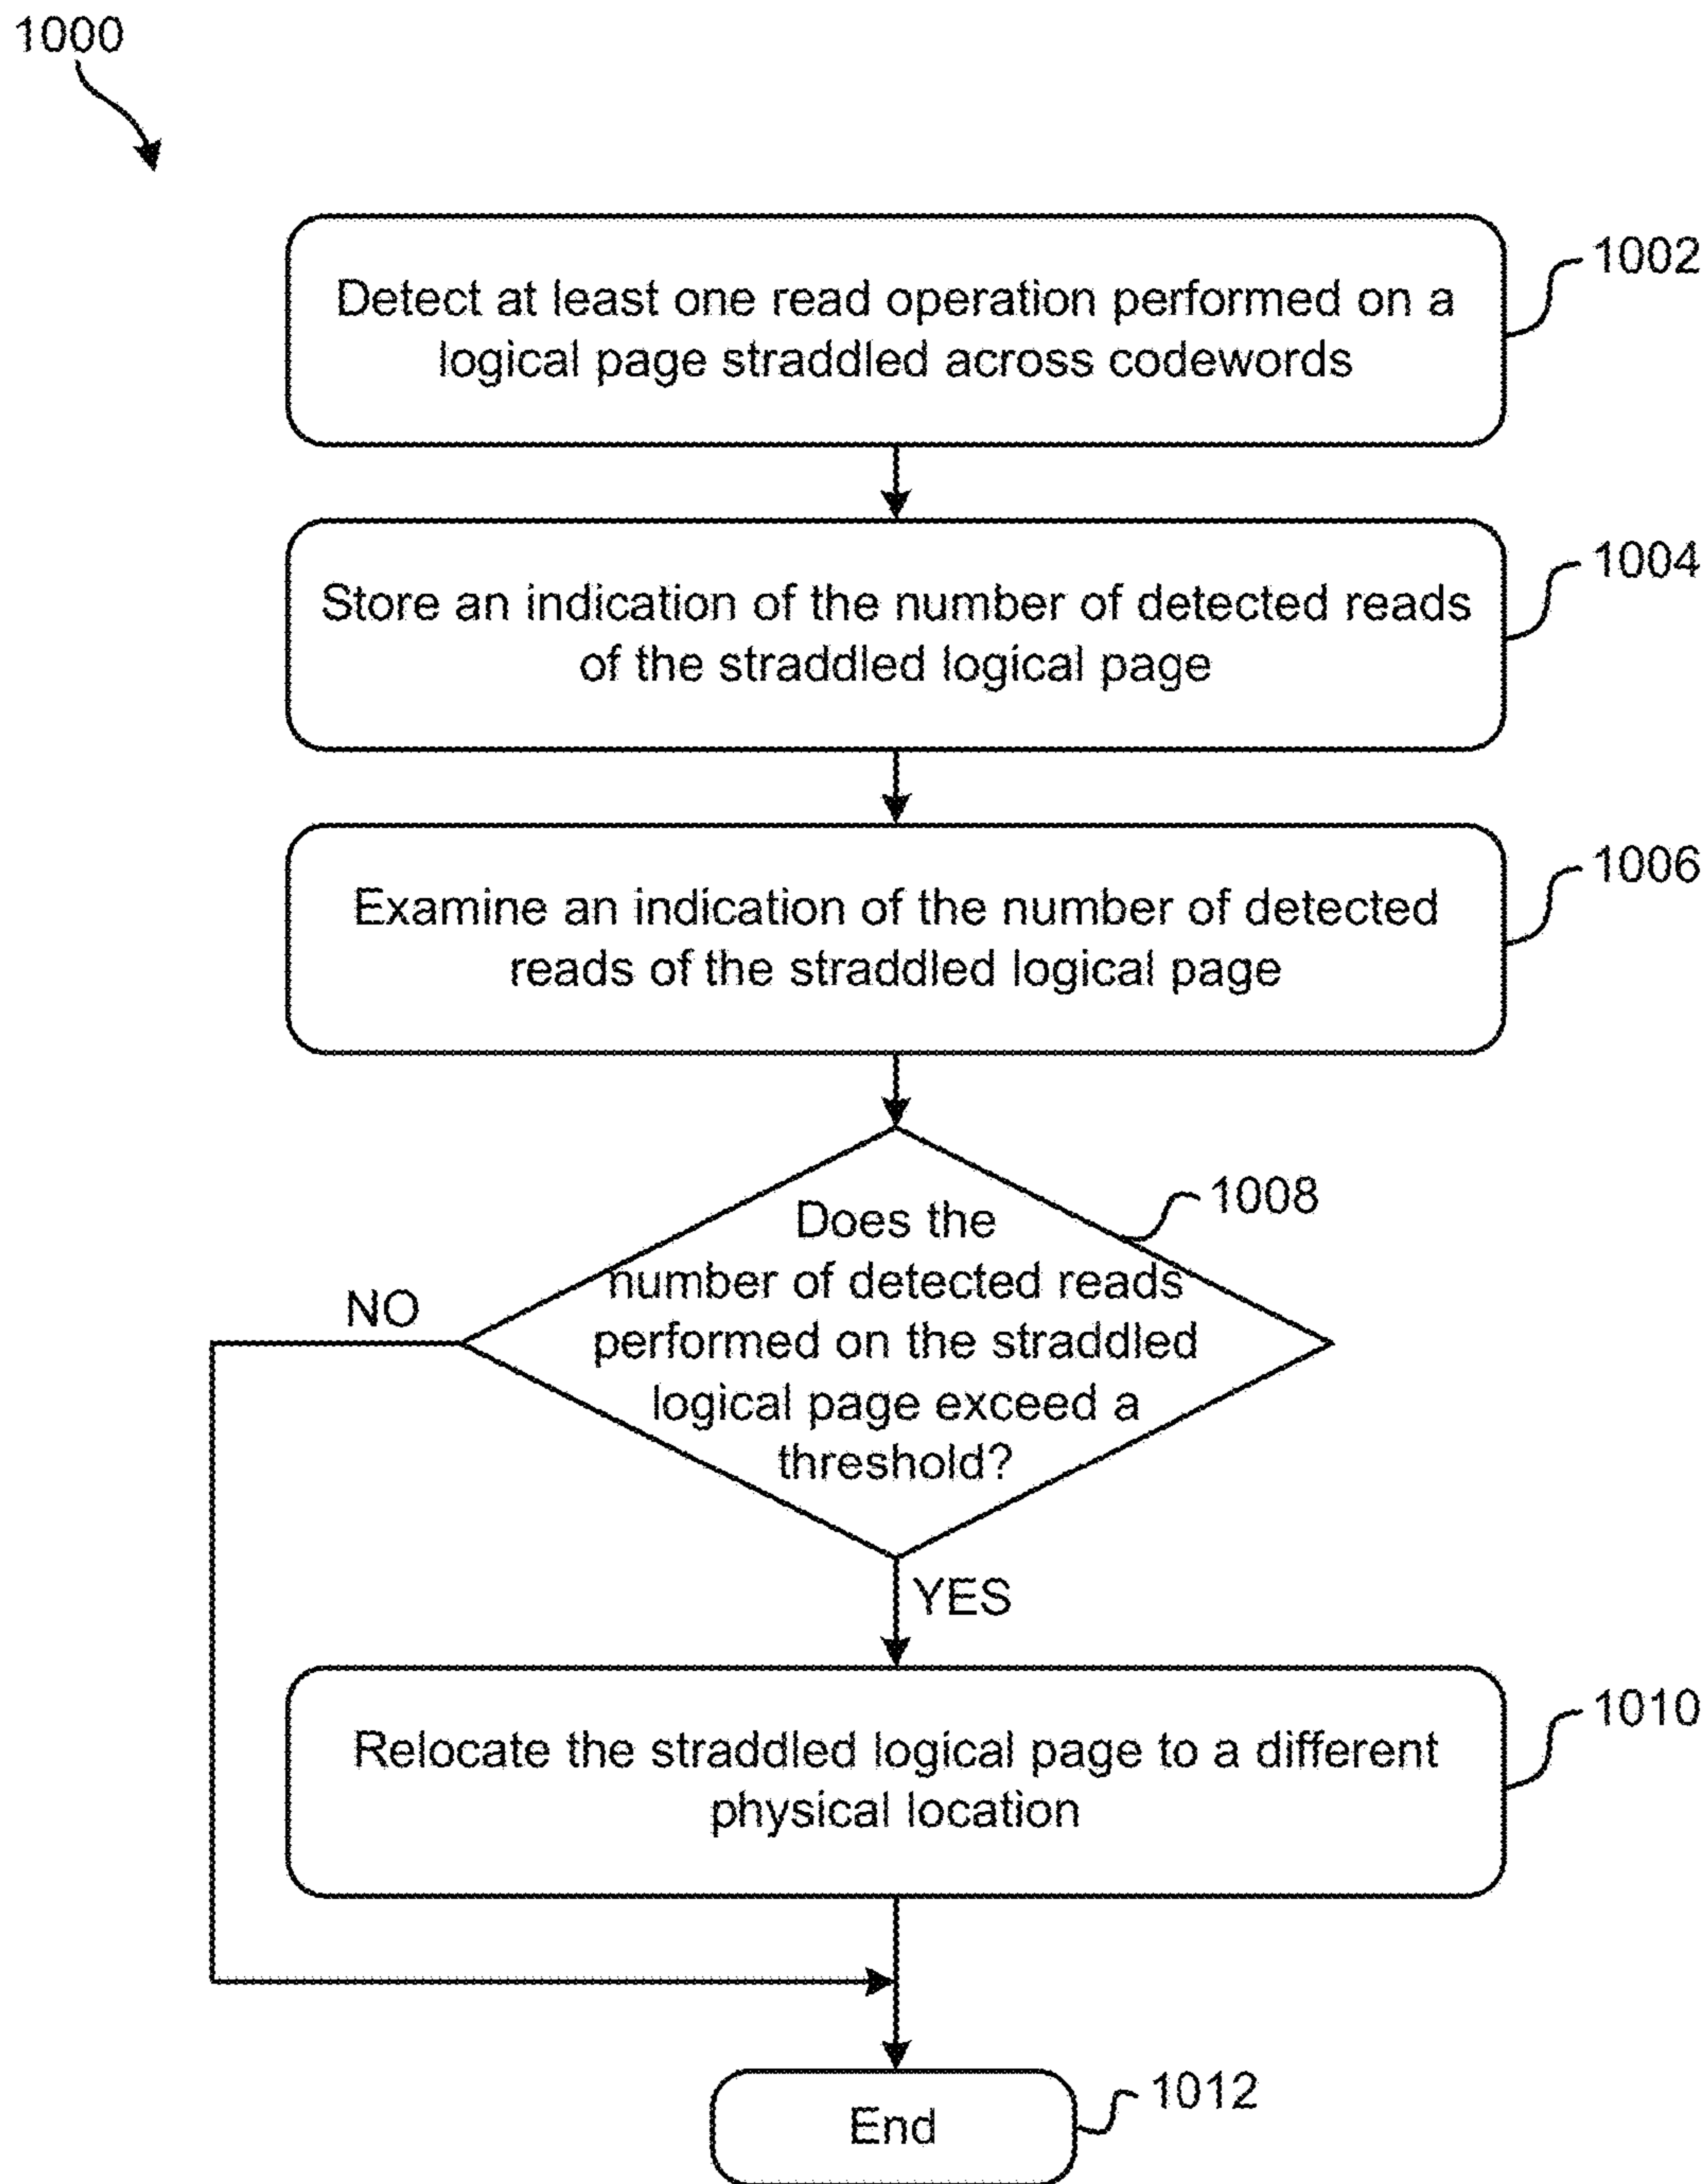 1000
Detect at least one read operation performed on a
logical page straddled across codewords
1002
Store an indication of the number of detected reads
of the straddled logical page
1004
Examine an indication of the number of detected
reads of the straddled logical page
1006
Does the
number of detected reads
performed on the straddled
logical page exceed a
threshold?
1008
NO
YES
Relocate the straddled logical page to a different
physical location
1010
End
1012